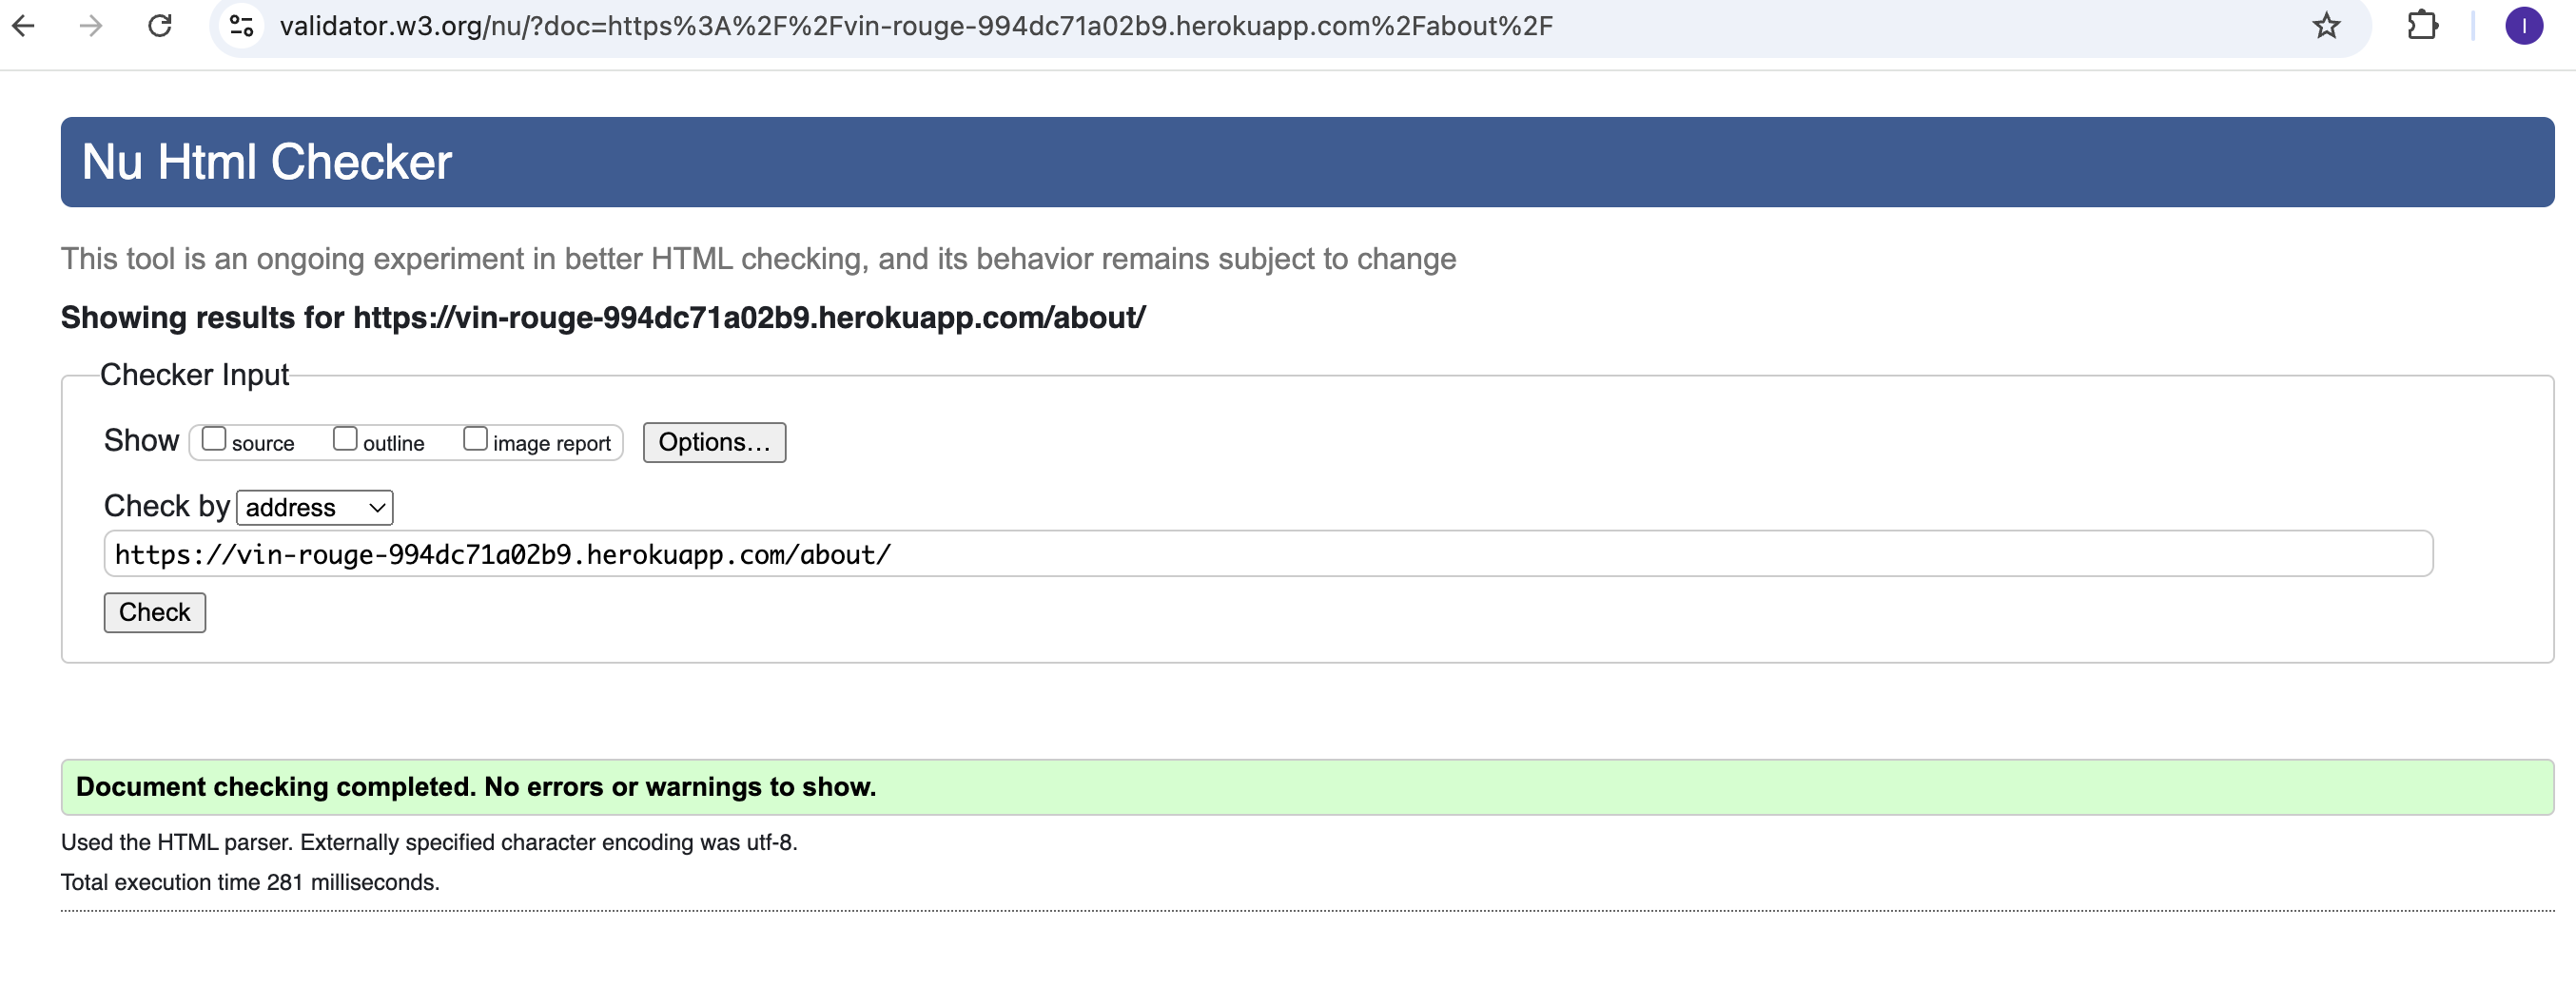 validator.w3.org/nu/?doc=https%3A%2F%2Fvin-rouge-994dc71a02b9.herokuapp.com%2Fabout%2F
I
Nu Html Checker
This tool is an ongoing experiment in better HTML checking, and its behavior remains subject to change
Showing results for https://vin-rouge-994dc71a02b9.herokuapp.com/about/
Checker Input
Show source outline image report Options...
Check by address
https://vin-rouge-994dc71a02b9.herokuapp.com/about/
Check
Document checking completed. No errors or warnings to show.
Used the HTML parser. Externally specified character encoding was utf-8.
Total execution time 281 milliseconds.